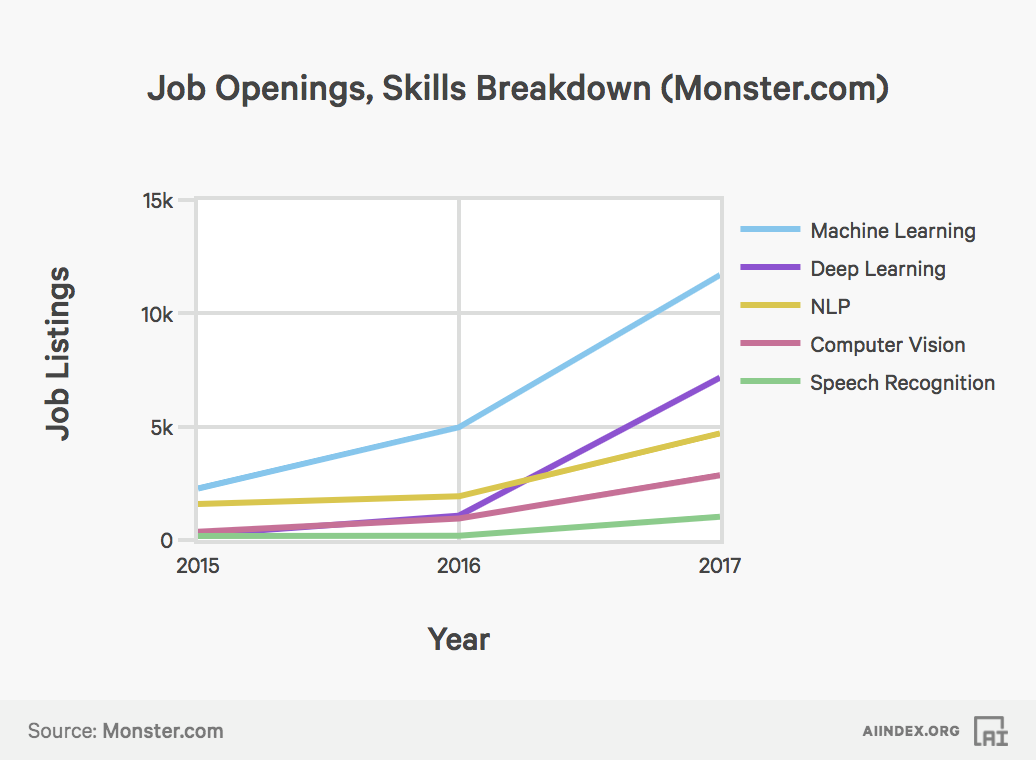 Job Openings, Skills Breakdown (Monster.com)
Job Listings
15k
10k
5k
0
2015
2016
2017
Year
Machine Learning
Deep Learning
NLP
Computer Vision
Speech Recognition
Source: Monster.com
AIINDEX.ORG
AI